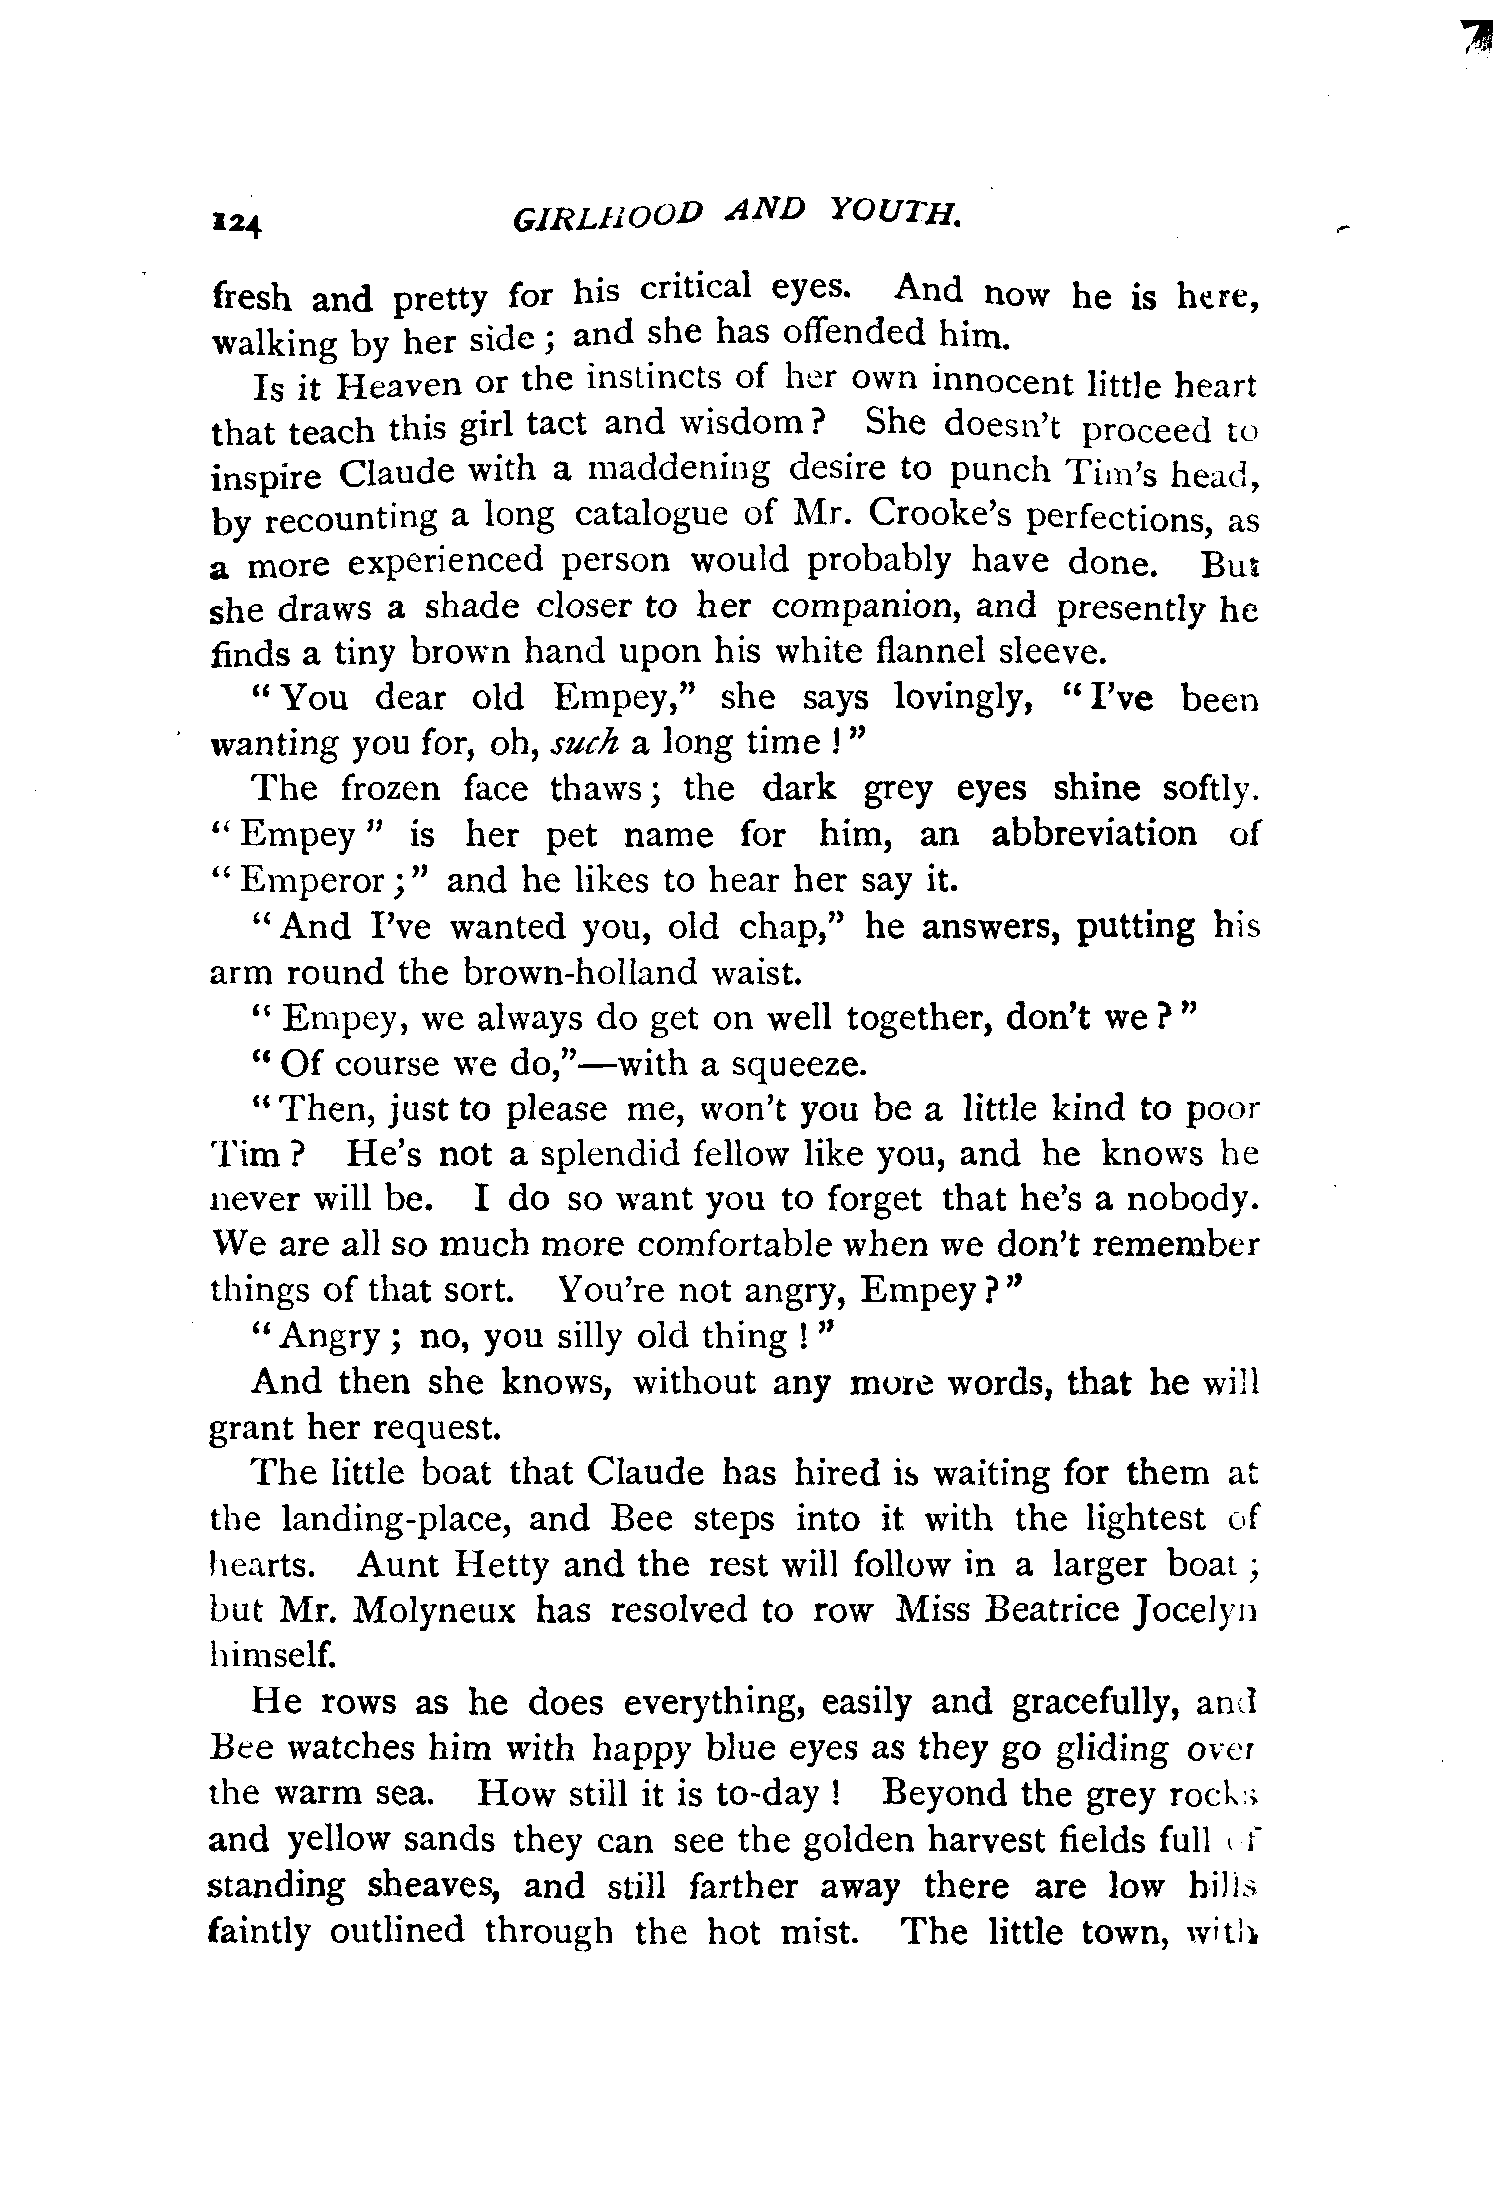 124 GIRLHOOD AND YOUTH.
fresh and pretty for his critical eyes. And now he is here,
walking by her side; and she has offended him.
Is it Heaven or the instincts of her own innocent little heart
that teach this girl tact and wisdom? She doesn't proceed to
inspire Claude with a maddening desire to punch Tim's head,
by recounting a long catalogue of Mr. Crooke's perfections, as
a more experienced person would probably have done. But
she draws a shade closer to her companion, and presently he
finds a tiny brown hand upon his white flannel sleeve.
"You dear old Empey," she says lovingly, "I've been
wanting you for, oh, such a long time!"
The frozen face thaws; the dark grey eyes shine softly.
"Empey" is her pet name for him, an abbreviation of
"Emperor;" and he likes to hear her say it.
"And I've wanted you, old chap," he answers, putting his
arm round the brown-holland waist.
"Empey, we always do get on well together, don't we?"
"Of course we do,"—with a squeeze.
"Then, just to please me, won't you be a little kind to poor
Tim? He's not a splendid fellow like you, and he knows he
never will be. I do so want you to forget that he's a nobody.
We are all so much more comfortable when we don't remember
things of that sort. You're not angry, Empey?"
"Angry; no, you silly old thing!"
And then she knows, without any more words, that he will
grant her request.
The little boat that Claude has hired is waiting for them at
the landing-place, and Bee steps into it with the lightest of
hearts. Aunt Hetty and the rest will follow in a larger boat;
but Mr. Molyneux has resolved to row Miss Beatrice Jocelyn
himself.
He rows as he does everything, easily and gracefully, and
Bee watches him with happy blue eyes as they go gliding over
the warm sea. How still it is to-day! Beyond the grey rocks
and yellow sands they can see the golden harvest fields full of
standing sheaves, and still farther away there are low hills
faintly outlined through the hot mist. The little town, with